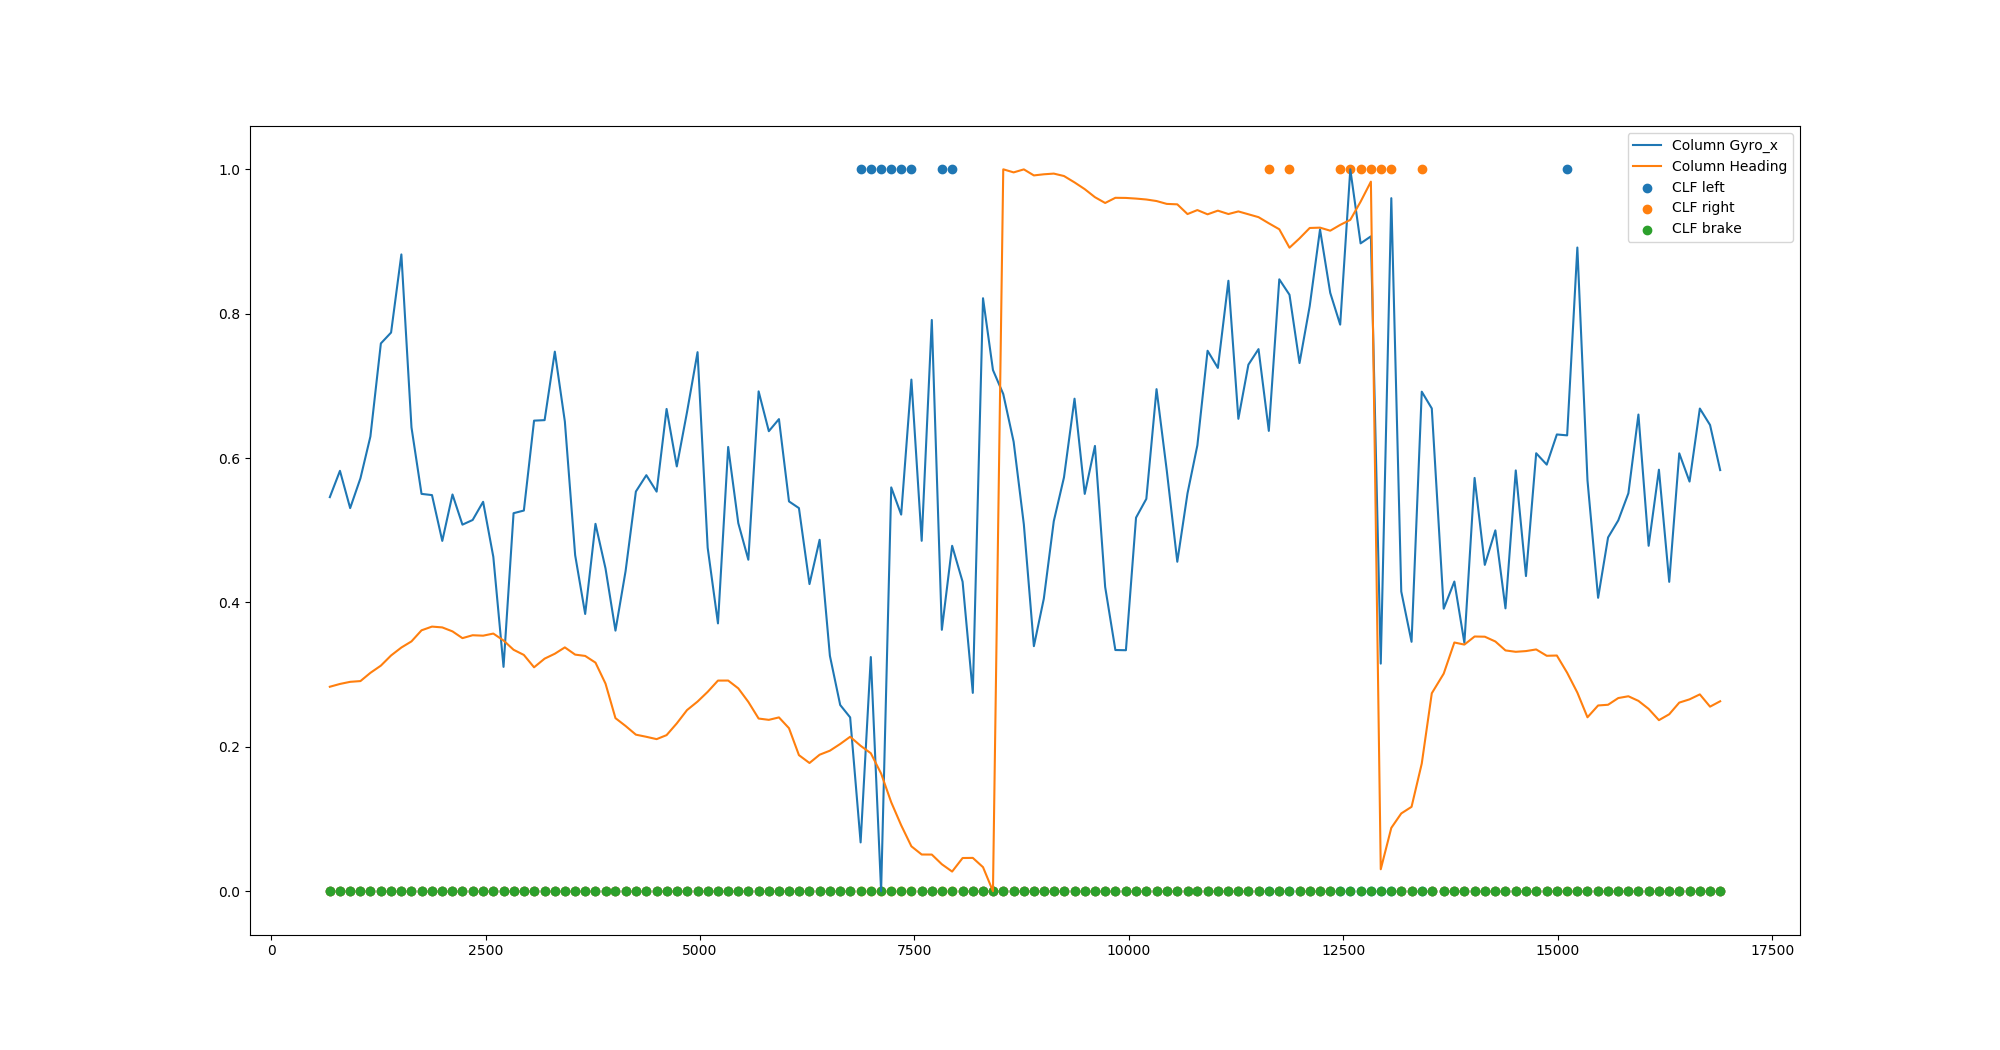 Column Gyro_x
Column Heading
CLF left
CLF right
CLF brake
1.0
0.8
0.6
0.4
0.2
0.0
0 2500 5000 7500 10000 12500 15000 17500